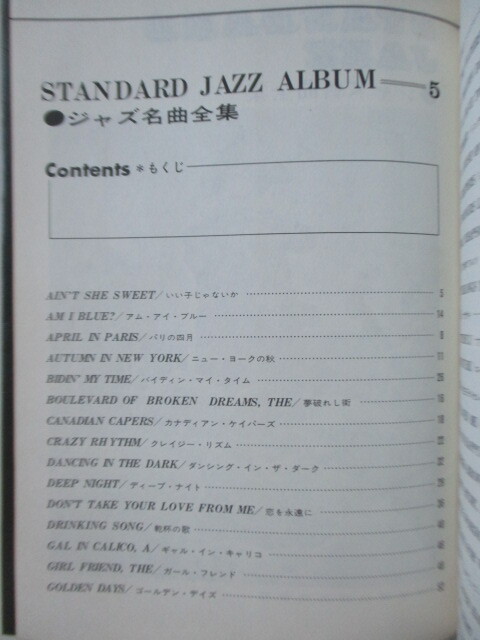 STANDARD JAZZ ALBUM 5
●ジャズ名曲全集
Contents *もくじ
AIN'T SHE SWEET/いい子じゃないか 5
AM I BLUE?/アム・アイ・ブルー 14
APRIL IN PARIS/パリの四月 8
AUTUMN IN NEW YORK/ニュー・ヨークの秋 11
BIDIN' MY TIME/バイディン・マイ・タイム
BOULEVARD OF BROKEN DREAMS, THE/夢破れし街
CANADIAN CAPERS/カナディアン・ケイパーズ
CRAZY RHYTHM/クレイジー・リズム
DANCING IN THE DARK/ダンシング・イン・ザ・ダーク
DEEP NIGHT/ディープ・ナイト
DON'T TAKE YOUR LOVE FROM ME/恋を永遠に
DRINKING SONG/乾杯の歌
GAL IN CALICO, A/ギャル・イン・キャリコ
GIRL FRIEND, THE/ガール・フレンド
GOLDEN DAYS/ゴールデン・デイズ